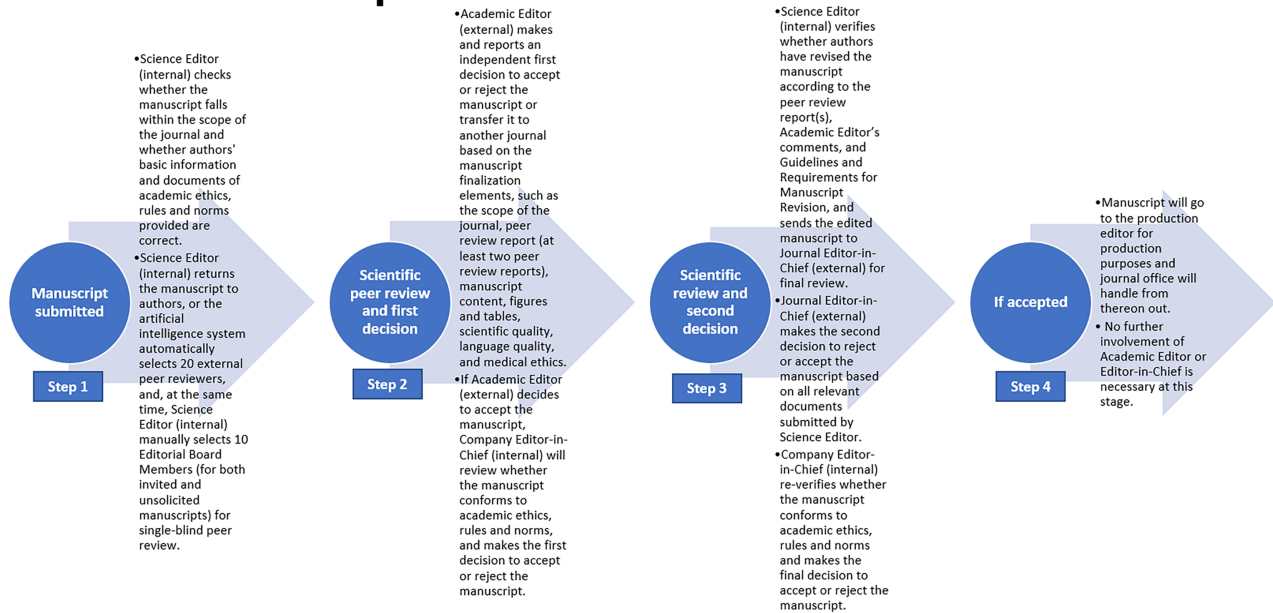 Manuscript
submitted
Step 1
•Science Editor
(internal) checks
whether the
manuscript falls
within the scope of
the journal and
whether authors'
basic information
and documents of
academic ethics,
rules and norms
provided are
correct.
•Science Editor
(internal) returns
the manuscript to
authors, or the
artificial
intelligence system
automatically
selects 20 external
peer reviewers,
and, at the same
time, Science
Editor (internal)
manually selects 10
Editorial Board
Members (for both
invited and
unsolicited
manuscripts) for
single-blind peer
review.
Scientific
peer review
and first
decision
Step 2
•Academic Editor
(external) makes
and reports an
independent first
decision to accept
or reject the
manuscript or
transfer it to
another journal
based on the
manuscript
finalization
elements, such as
the scope of the
journal, peer
review report (at
least two peer
review reports),
manuscript
content, figures
and tables,
scientific quality,
language quality,
and medical ethics.
•If Academic Editor
(external) decides
to accept the
manuscript,
Company Editor-in-
Chief (internal) will
review whether
the manuscript
conforms to
academic ethics,
rules and norms,
and makes the first
decision to accept
or reject the
manuscript.
Scientific
review and
second
decision
Step 3
•Science Editor
(internal) verifies
whether authors
have revised the
manuscript
according to the
peer review
report(s),
Academic Editor's
comments, and
Guidelines and
Requirements for
Manuscript
Revision, and
sends the edited
manuscript to
Journal Editor-in-
Chief (external) for
final review.
•Journal Editor-in-
Chief (external)
makes the second
decision to reject
or accept the
manuscript based
on all relevant
documents
submitted by
Science Editor.
•Company Editor-
in-Chief (internal)
re-verifies whether
the manuscript
conforms to
academic ethics,
rules and norms
and makes the
final decision to
accept or reject the
manuscript.
If accepted
Step 4
•Manuscript will go
to the production
editor for
production
purposes and
journal office will
handle from
thereon out.
• No further
involvement of
Academic Editor or
Editor-in-Chief is
necessary at this
stage.